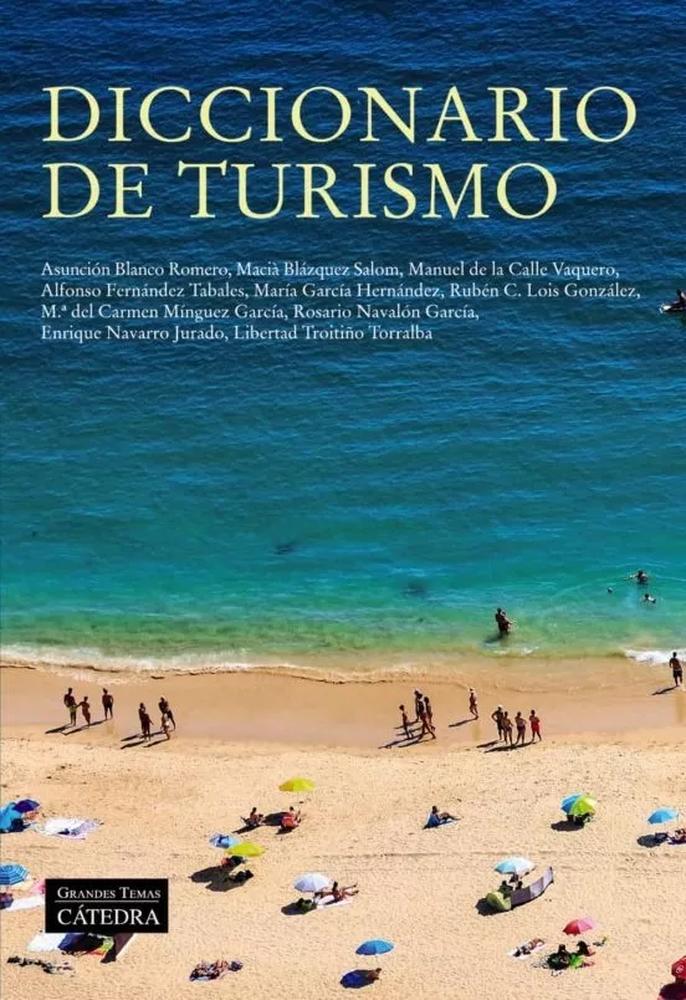 DICCIONARIO
DE TURISMO
Asunción Blanco Romero, Macià Blázquez Salom, Manuel de la Calle Vaquero,
Alfonso Fernández Tabales, María García Hernández, Rubén C. Lois González,
M.ª del Carmen Mínguez García, Rosario Navalón García,
Enrique Navarro Jurado, Libertad Troitiño Torralba
GRANDES TEMAS
CÁTEDRA